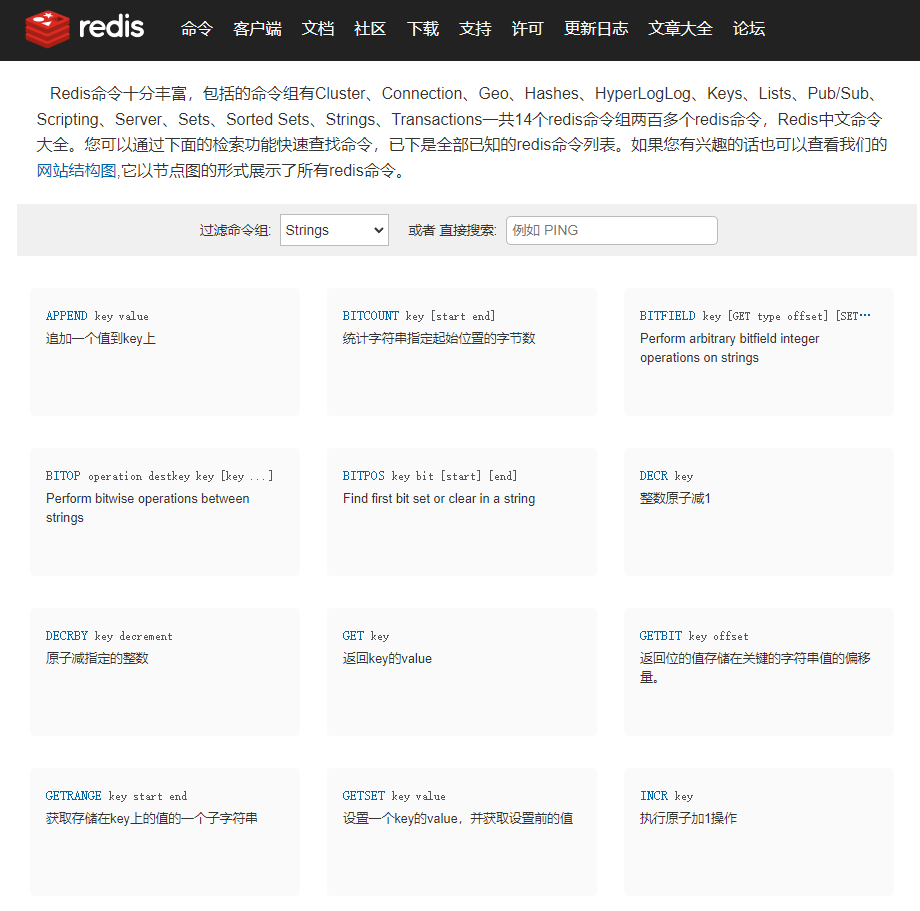 redis 命令 客户端 文档 社区 下载 支持 许可 更新日志 文章大全 论坛
Redis命令十分丰富，包括的命令组有Cluster、Connection、Geo、Hashes、HyperLogLog、Keys、Lists、Pub/Sub、
Scripting、Server、Sets、Sorted Sets、Strings、Transactions一共14个redis命令组两百多个redis命令，Redis中文命令
大全。您可以通过下面的检索功能快速查找命令，已下是全部已知的redis命令列表。如果您有兴趣的话也可以查看我们的
网站结构图,它以节点图的形式展示了所有redis命令。
过滤命令组: Strings 或者 直接搜索: 例如 PING
APPEND key value
追加一个值到key上
BITCOUNT key [start end]
统计字符串指定起始位置的字节数
BITFIELD key [GET type offset] [SET…
Perform arbitrary bitfield integer
operations on strings
BITOP operation destkey key [key ...]
Perform bitwise operations between
strings
BITPOS key bit [start] [end]
Find first bit set or clear in a string
DECR key
整数原子减1
DECRBY key decrement
原子减指定的整数
GET key
返回key的value
GETBIT key offset
返回位的值存储在关键的字符串值的偏移
量。
GETRANGE key start end
获取存储在key上的值的一个子字符串
GETSET key value
设置一个key的value，并获取设置前的值
INCR key
执行原子加1操作